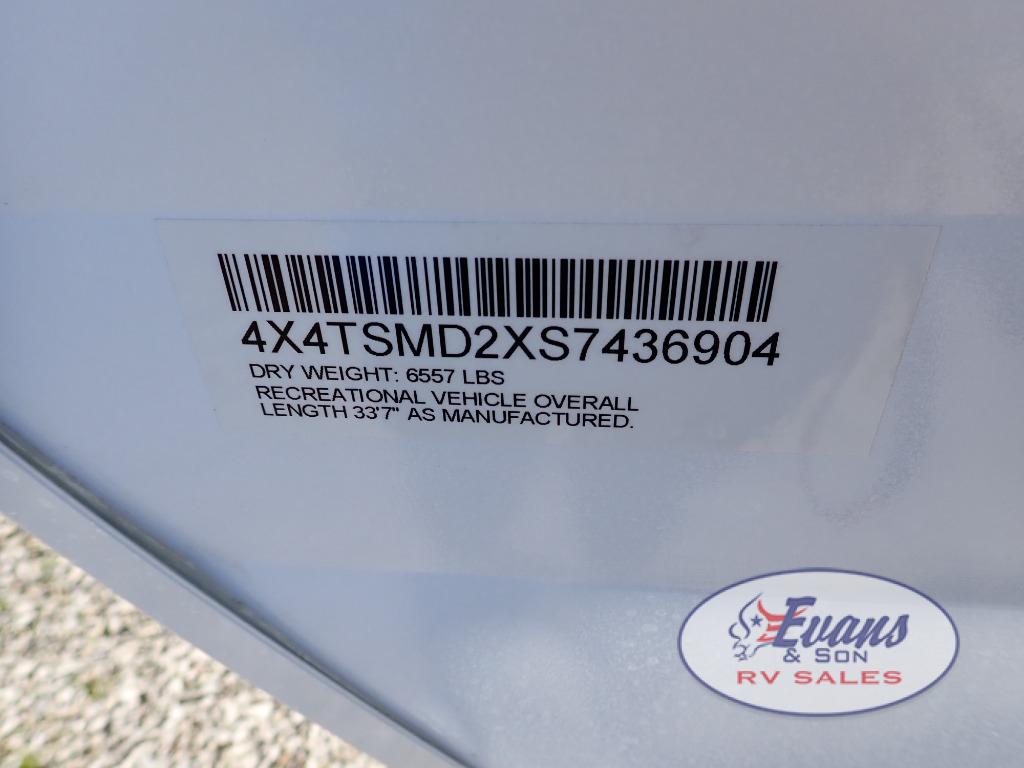 4X4TSMD2XS7436904
DRY WEIGHT: 6557 LBS
RECREATIONAL VEHICLE OVERALL
LENGTH 33'7" AS MANUFACTURED.
Evans
& SON
RV SALES